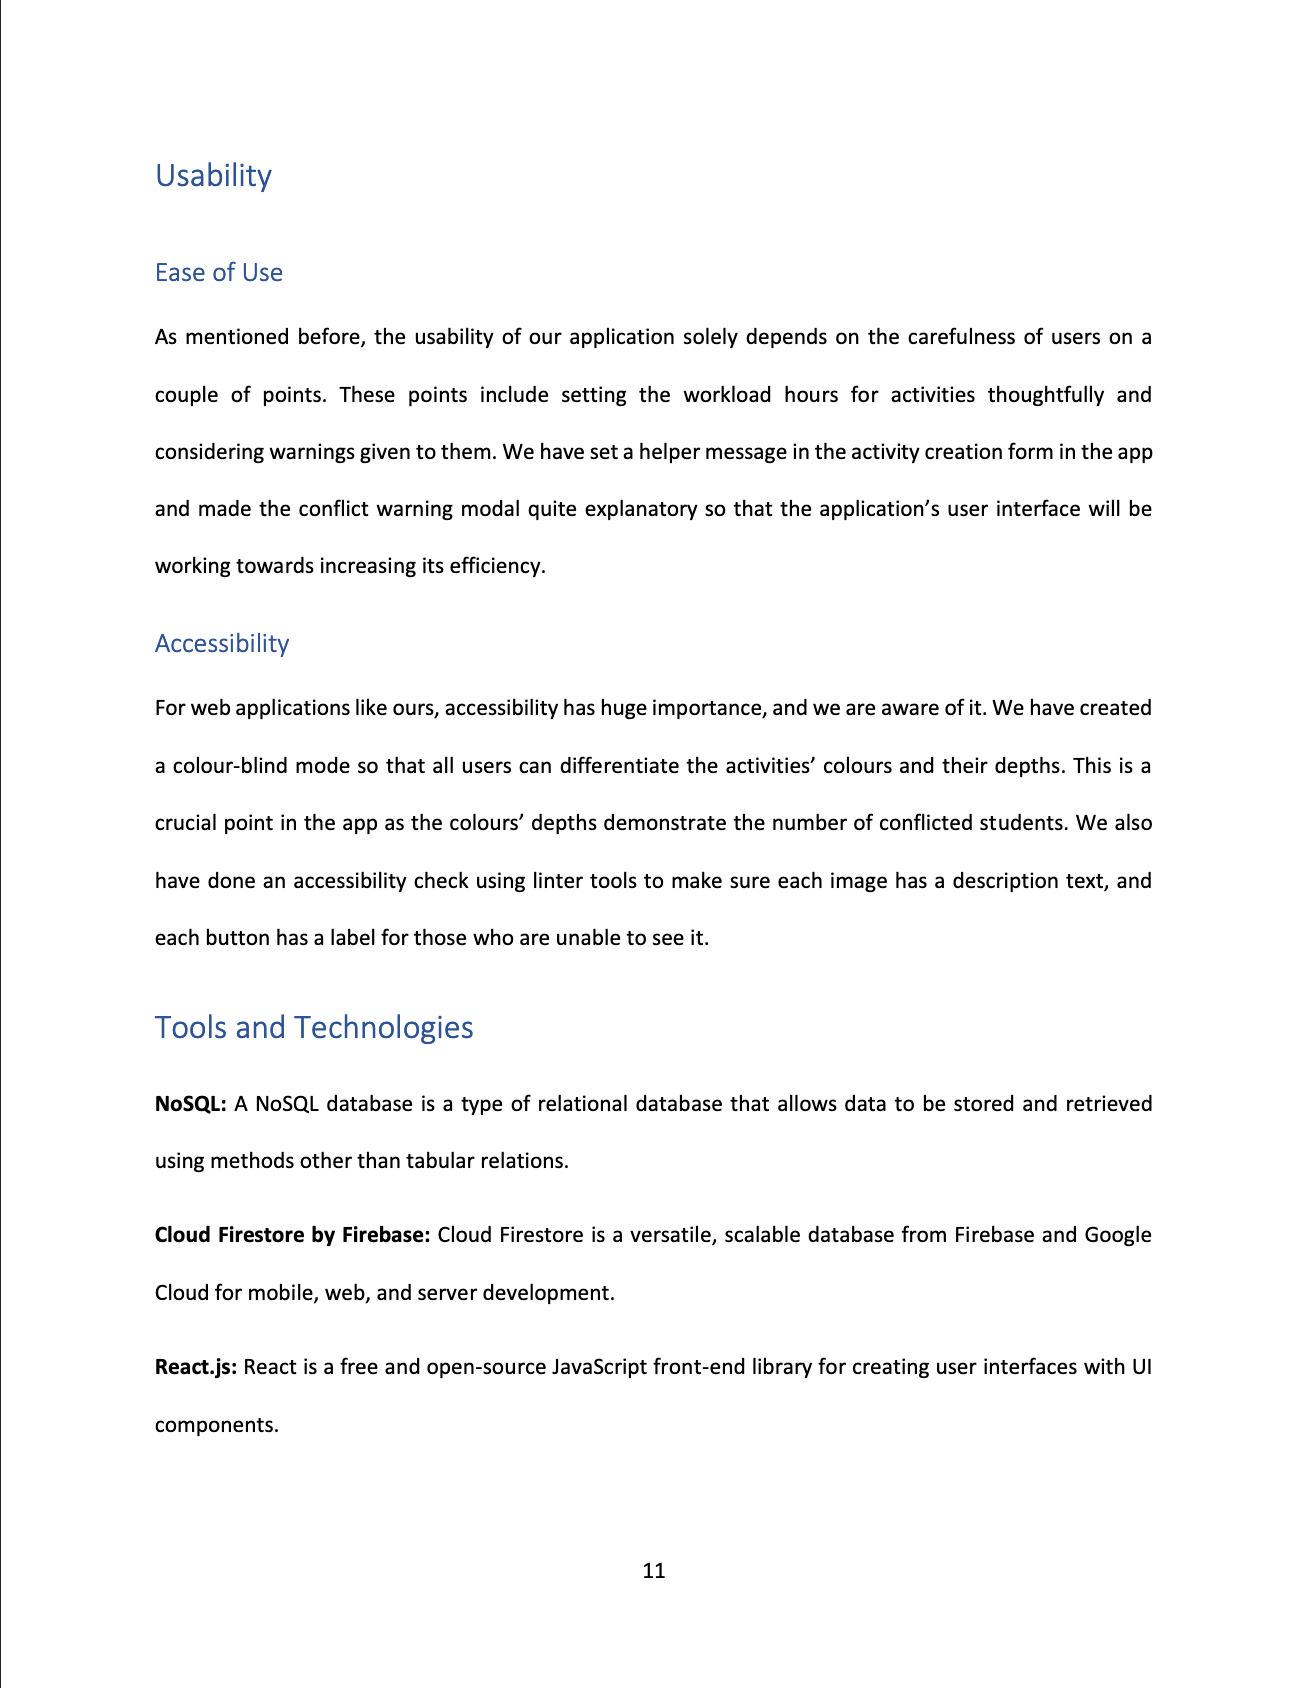 Usability
Ease of Use
As mentioned before, the usability of our application solely depends on the carefulness of users on a
couple of points. These points include setting the workload hours for activities thoughtfully and
considering warnings given to them. We have set a helper message in the activity creation form in the app
and made the conflict warning modal quite explanatory so that the application’s user interface will be
working towards increasing its efficiency.
Accessibility
For web applications like ours, accessibility has huge importance, and we are aware of it. We have created
a colour-blind mode so that all users can differentiate the activities’ colours and their depths. This is a
crucial point in the app as the colours’ depths demonstrate the number of conflicted students. We also
have done an accessibility check using linter tools to make sure each image has a description text, and
each button has a label for those who are unable to see it.
Tools and Technologies
NoSQL: A NoSQL database is a type of relational database that allows data to be stored and retrieved
using methods other than tabular relations.
Cloud Firestore by Firebase: Cloud Firestore is a versatile, scalable database from Firebase and Google
Cloud for mobile, web, and server development.
React.js: React is a free and open-source JavaScript front-end library for creating user interfaces with UI
components.
11